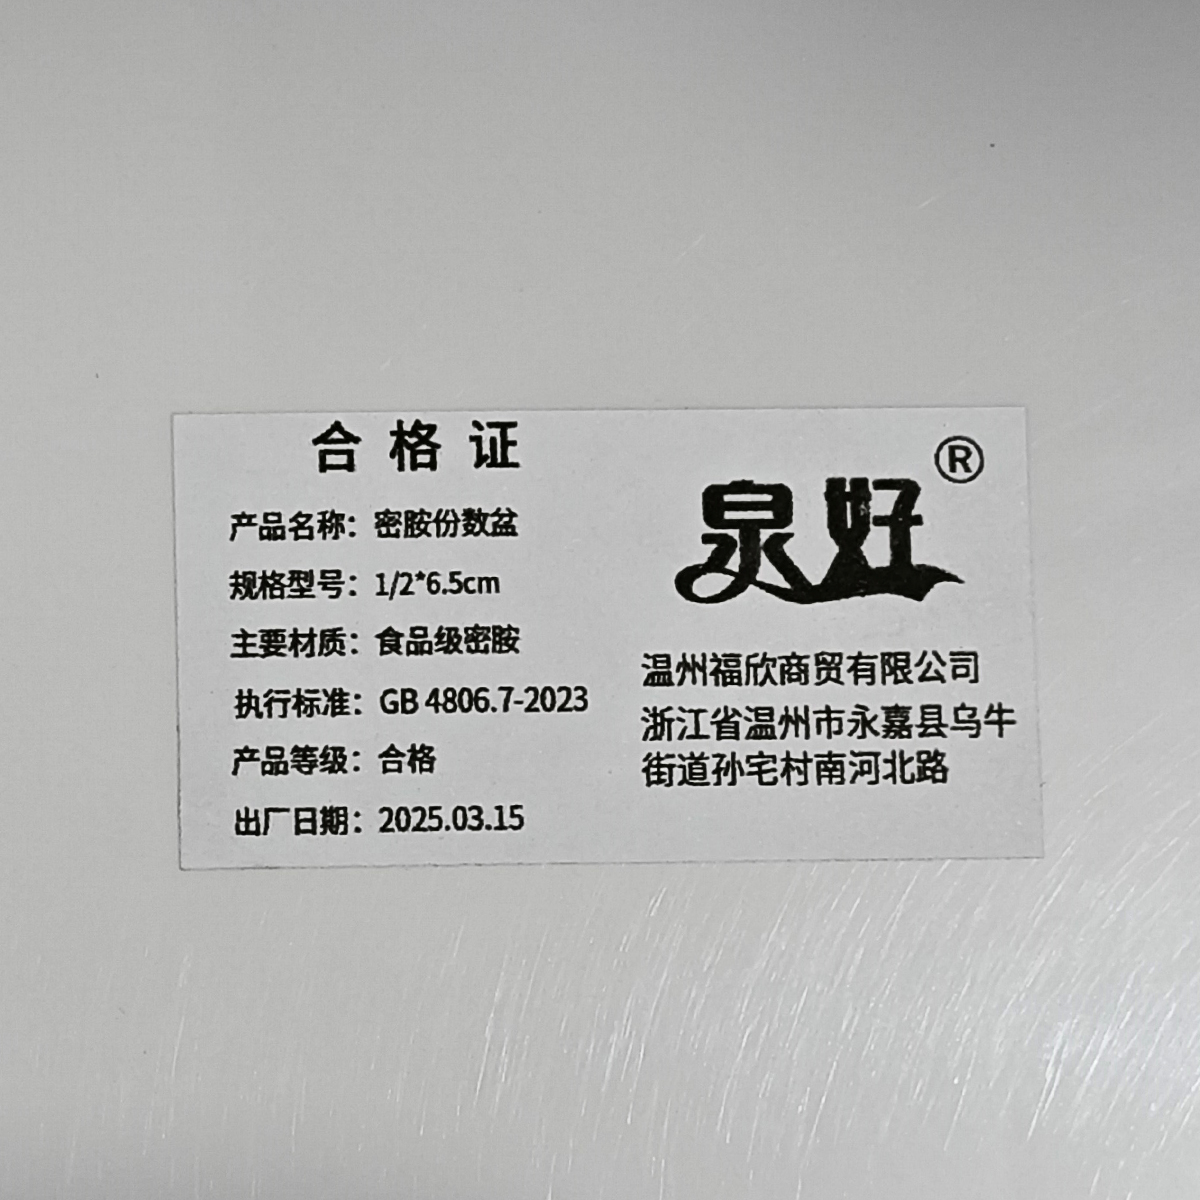 合格证
产品名称：密胺份数盆
规格型号：1/2*6.5cm
主要材质：食品级密胺
执行标准：GB 4806.7-2023
产品等级：合格
出厂日期：2025.03.15
泉好®
温州福欣商贸有限公司
浙江省温州市永嘉县乌牛
街道孙宅村南河北路